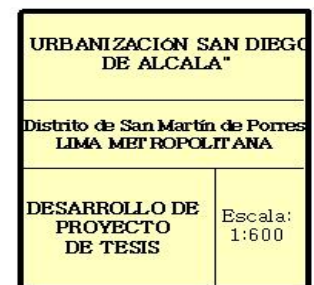 URBANIZACIÓN SAN DIEGO
DE ALCALA"
Distrito de San Martín de Porres
LIMA METROPOLITANA
DESARROLLO DE
PROYECTO
DE TESIS
Escala:
1:600